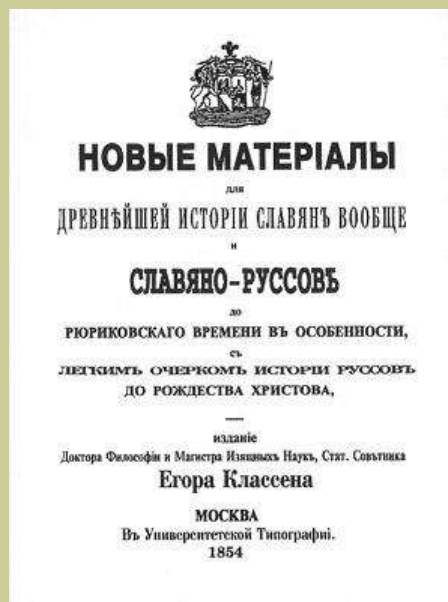 НОВЫЕ МАТЕРІАЛЫ
для
ДРЕВНѢЙШЕЙ ИСТОРІИ СЛАВЯНЪ ВООБЩЕ
и
СЛАВЯНО-РУССОВЪ
до
РЮРИКОВСКАГО ВРЕМЕНИ ВЪ ОСОБЕННОСТИ,
съ
ЛЕГКИМЪ ОЧЕРКОМЪ ИСТОРІИ РУССОВЪ
ДО РОЖДЕСТВА ХРИСТОВА,
изданіе
Доктора Философіи и Магистра Изящныхъ Наукъ, Стат. Совѣтника
Егора Классена
МОСКВА
Въ Университетской Типографиі.
1854